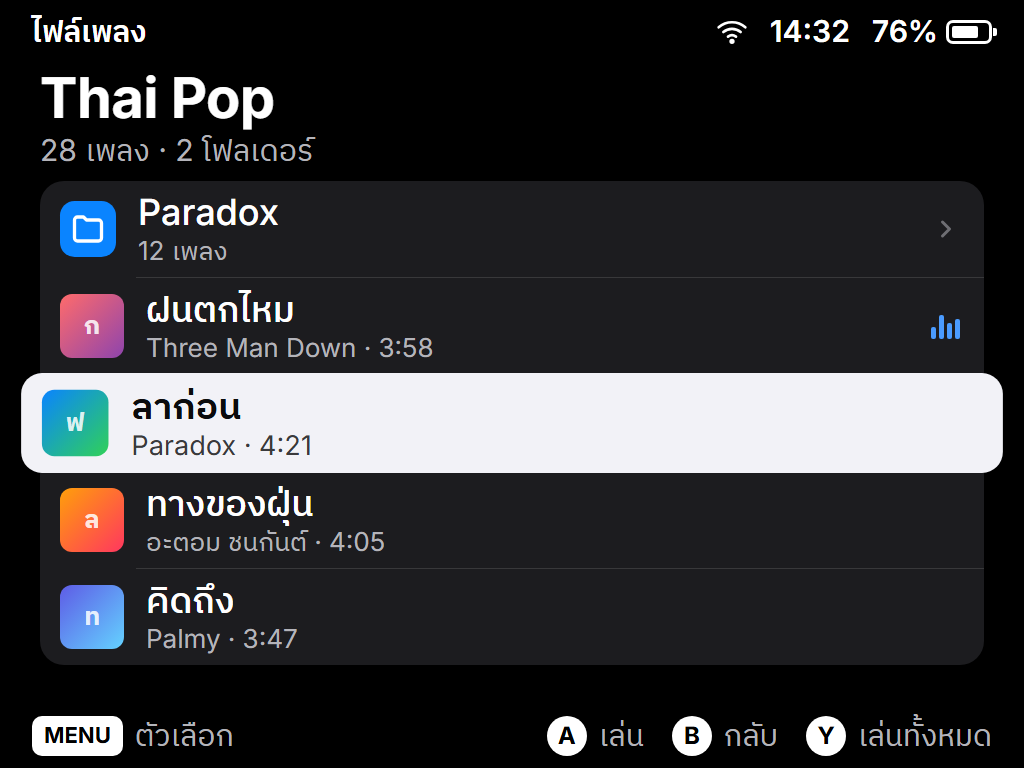 ไฟล์เพลง 14:32 76%
Thai Pop
28 เพลง · 2 โฟลเดอร์
Paradox
12 เพลง
ก ฝนตกไหม
Three Man Down · 3:58
ฟ ลาก่อน
Paradox · 4:21
ล ทางของฝุ่น
อะตอม ชนกันต์ · 4:05
ท คิดถึง
Palmy · 3:47
MENU ตัวเลือก A เล่น B กลับ Y เล่นทั้งหมด